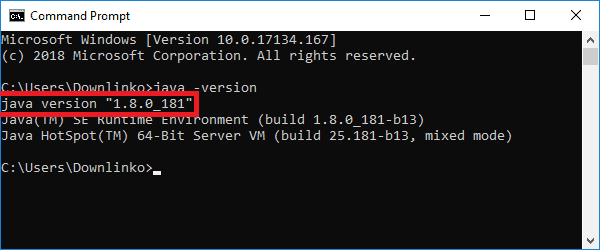 Command Prompt
Microsoft Windows [Version 10.0.17134.167]
(c) 2018 Microsoft Corporation. All rights reserved.
C:\Users\Downlinko>java -version
java version "1.8.0_181"
Java(TM) SE Runtime Environment (build 1.8.0_181-b13)
Java HotSpot(TM) 64-Bit Server VM (build 25.181-b13, mixed mode)
C:\Users\Downlinko>